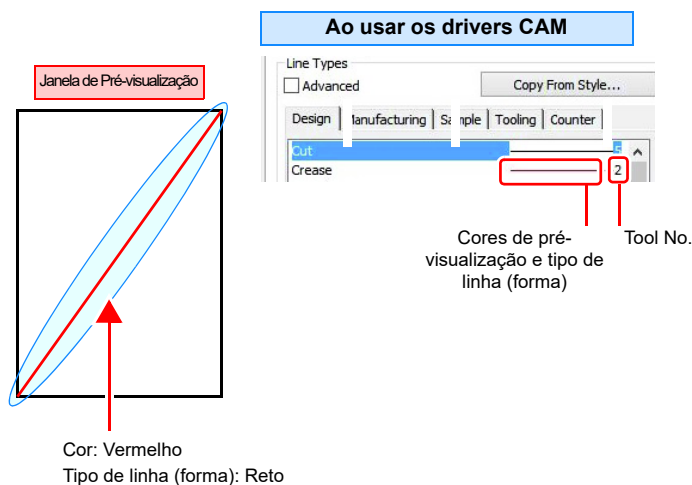 Ao usar os drivers CAM
Janela de Pré-visualização
Line Types
Advanced
Copy From Style...
Design
Manufacturing
Tooling
Counter
Cut
5
Crease
2
Cores de pré-
visualização e tipo de
linha (forma)
Tool No.
Cor: Vermelho
Tipo de linha (forma): Reto